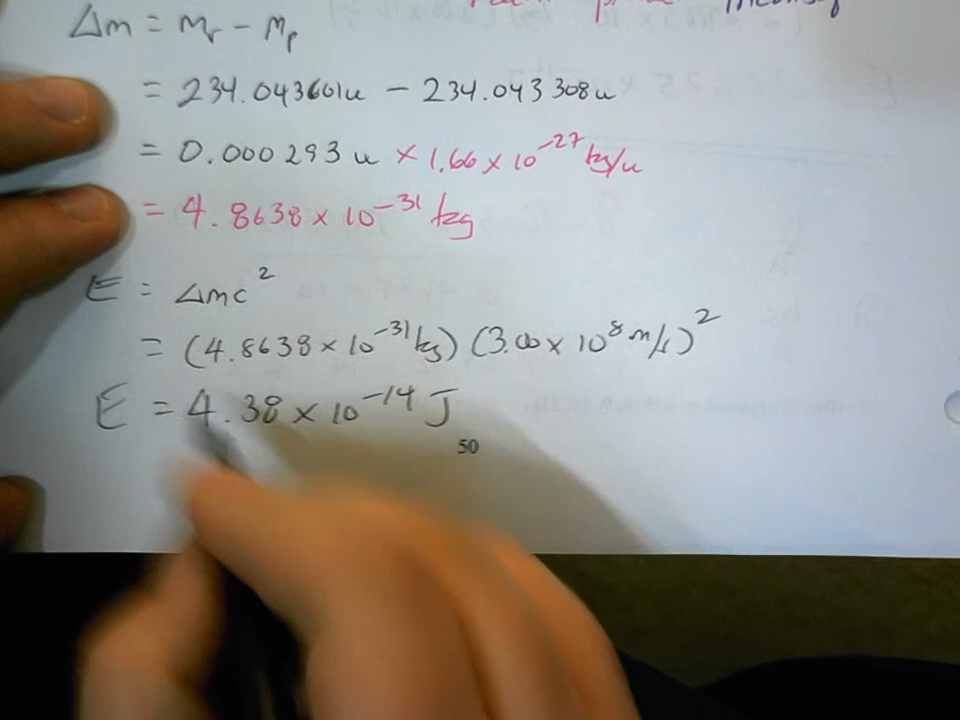 Δm = mᵣ − mₚ
= 234.043601u − 234.043308u
= 0.000293 u × 1.66 × 10⁻²⁷ kg/u
= 4.8638 × 10⁻³¹ kg
E = Δmc²
= (4.8638 × 10⁻³¹ kg) (3.00 × 10⁸ m/s)²
E = 4.38 × 10⁻¹⁴ J
50